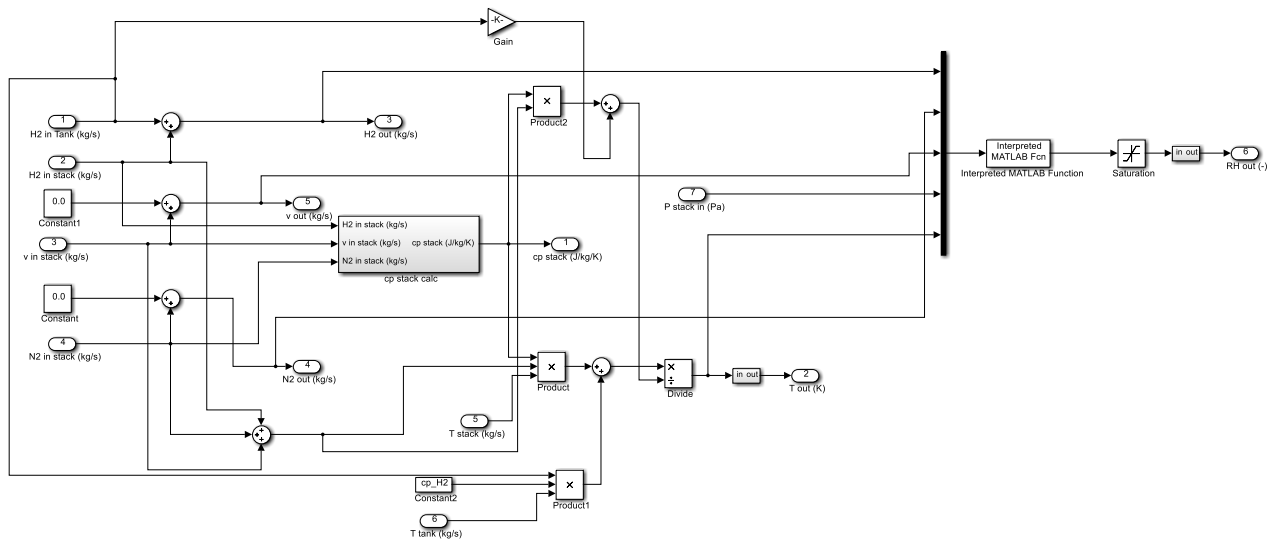 -K-
Gain
1
H2 in Tank (kg/s)
3
H2 out (kg/s)
Product2
2
H2 in stack (kg/s)
Interpreted
MATLAB Fcn
Interpreted MATLAB Function
Saturation
in out
6
RH out (-)
0.0
Constant1
5
v out (kg/s)
7
P stack in (Pa)
3
v in stack (kg/s)
H2 in stack (kg/s)
v in stack (kg/s)
N2 in stack (kg/s)
cp stack (J/kg/K)
cp stack calc
1
cp stack (J/kg/K)
0.0
Constant
4
N2 in stack (kg/s)
4
N2 out (kg/s)
Product
Divide
in out
2
T out (K)
5
T stack (kg/s)
cp_H2
Constant2
Product1
6
T tank (kg/s)